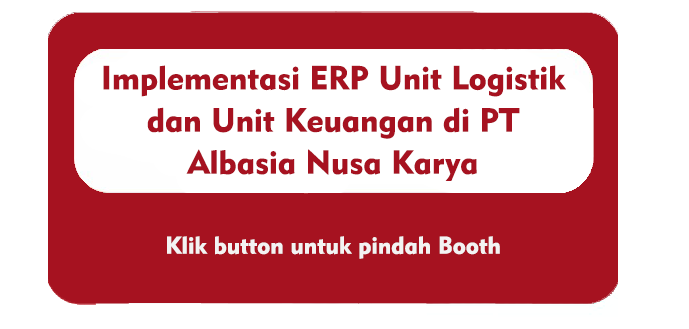 Implementasi ERP Unit Logistik
dan Unit Keuangan di PT
Albasia Nusa Karya
Klik button untuk pindah Booth